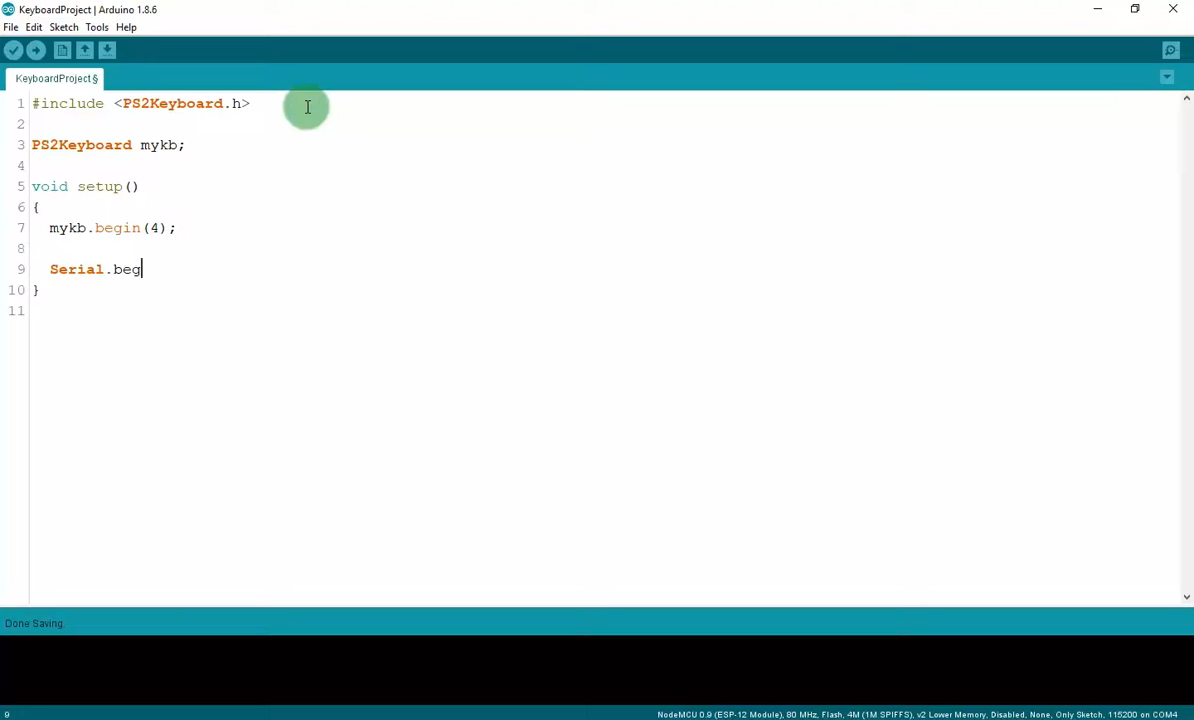 KeyboardProject | Arduino 1.8.6
File Edit Sketch Tools Help
KeyboardProject§
1 #include <PS2Keyboard.h>
2
3 PS2Keyboard mykb;
4
5 void setup()
6 {
7 mykb.begin(4);
8
9 Serial.beg
10 }
11
Done Saving.
9 NodeMCU 0.9 (ESP-12 Module), 80 MHz, Flash, 4M (1M SPIFFS), v2 Lower Memory, Disabled, None, Only Sketch, 115200 on COM4